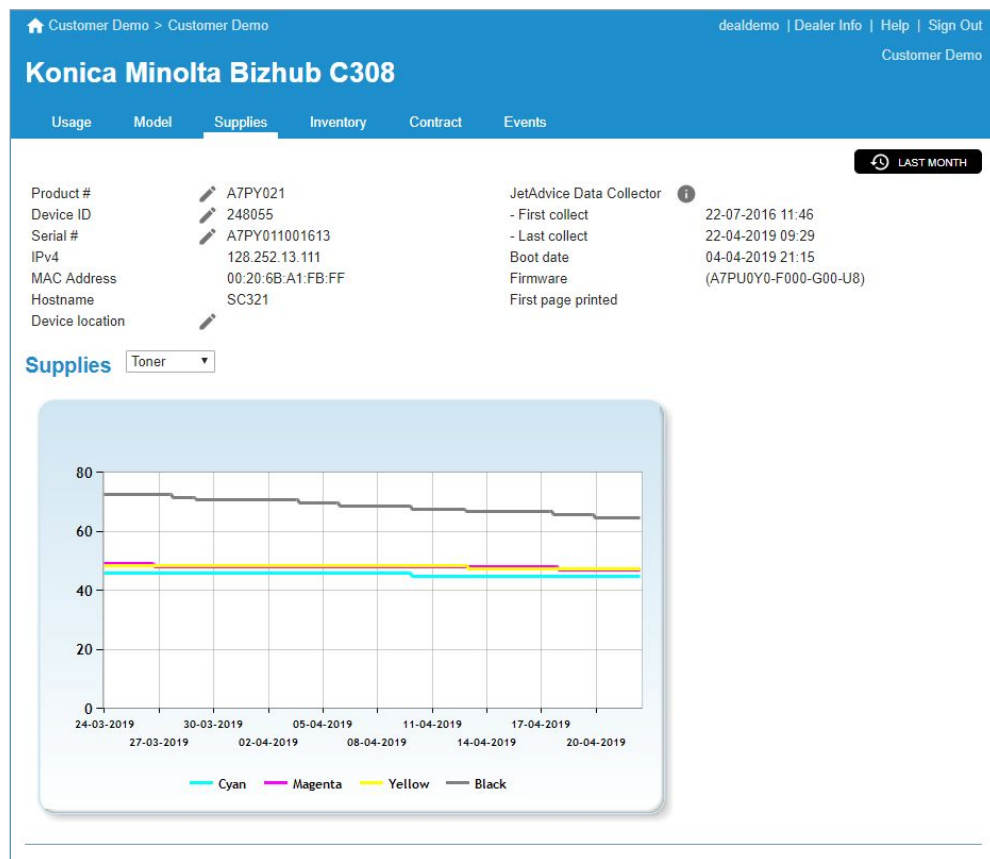 Customer Demo > Customer Demo
dealdemo | Dealer Info | Help | Sign Out
Customer Demo
Konica Minolta Bizhub C308
Usage Model Supplies Inventory Contract Events
LAST MONTH
Product # A7PY021
Device ID 248055
Serial # A7PY011001613
IPv4 128.252.13.111
MAC Address 00:20:6B:A1:FB:FF
Hostname SC321
Device location
JetAdvice Data Collector i
- First collect 22-07-2016 11:46
- Last collect 22-04-2019 09:29
Boot date 04-04-2019 21:15
Firmware (A7PU0Y0-F000-G00-U8)
First page printed
Supplies Toner
80
60
40
20
0
24-03-2019 30-03-2019 05-04-2019 11-04-2019 17-04-2019
27-03-2019 02-04-2019 08-04-2019 14-04-2019 20-04-2019
Cyan Magenta Yellow Black